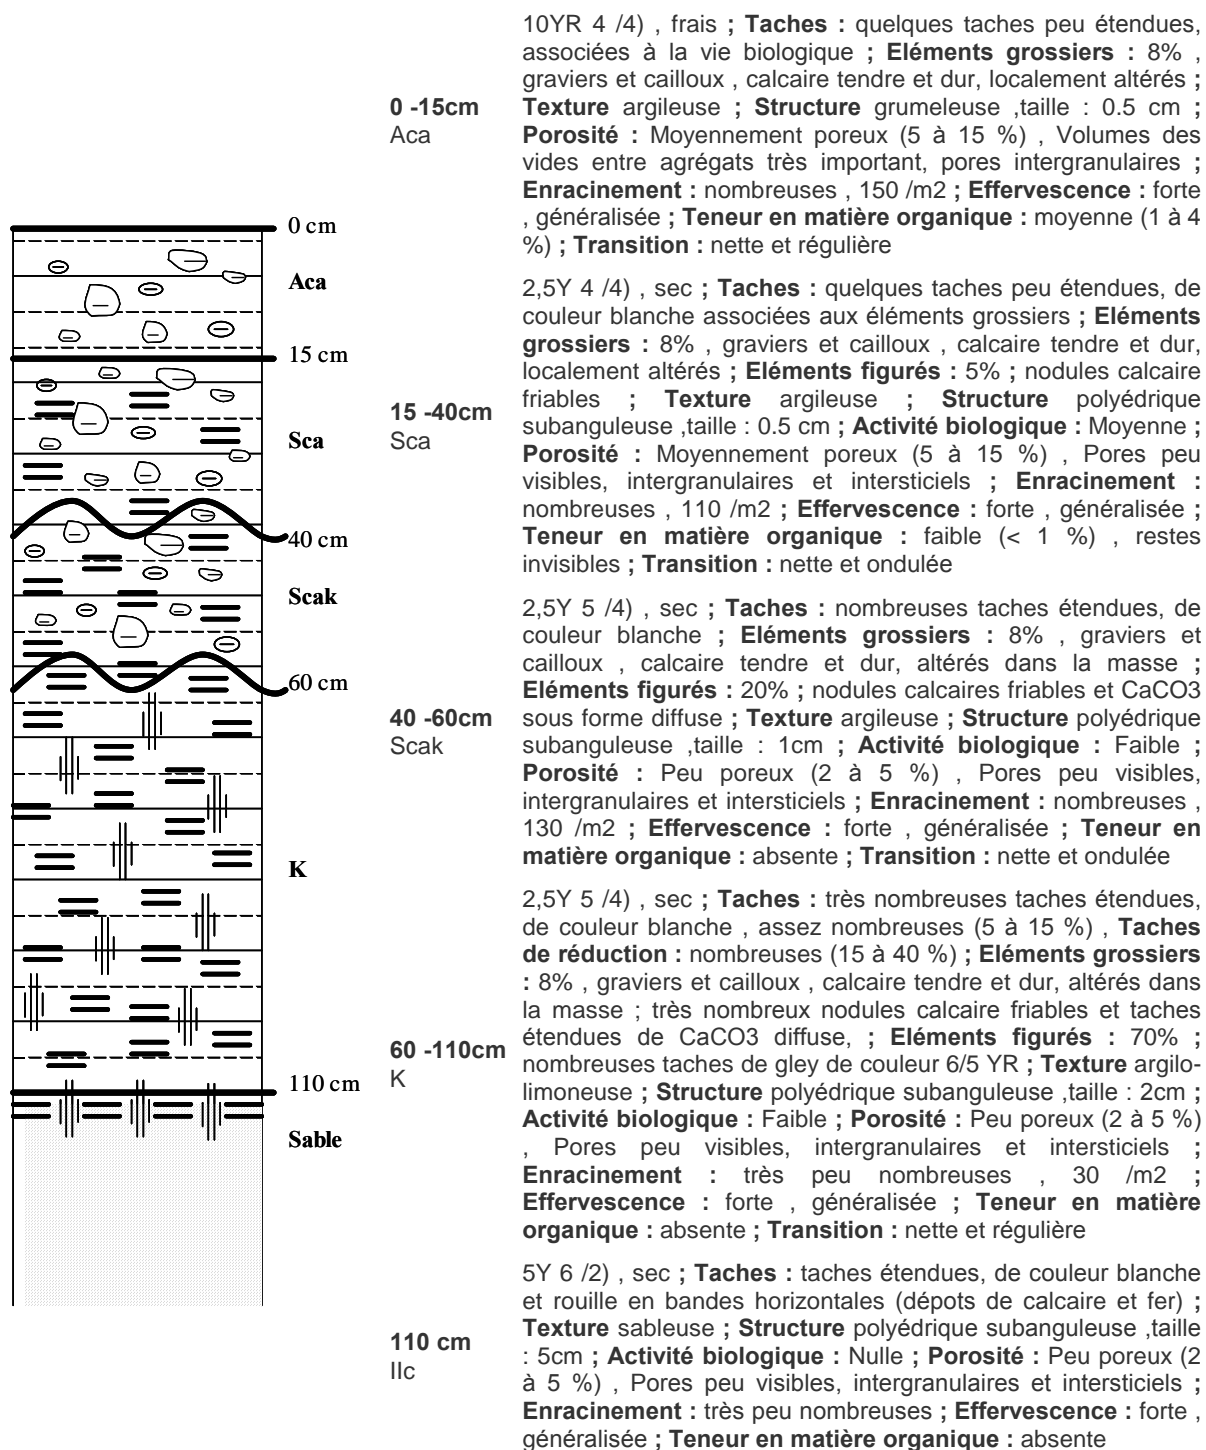 10YR 4 /4) , frais ; Taches : quelques taches peu étendues,
associées à la vie biologique ; Eléments grossiers : 8% ,
graviers et cailloux , calcaire tendre et dur, localement altérés ;
0 -15cm
Aca
Texture argileuse ; Structure grumeleuse ,taille : 0.5 cm ;
Porosité : Moyennement poreux (5 à 15 %) , Volumes des
vides entre agrégats très important, pores intergranulaires ;
Enracinement : nombreuses , 150 /m2 ; Effervescence : forte
, généralisée ; Teneur en matière organique : moyenne (1 à 4
%) ; Transition : nette et régulière
0 cm
Aca
15 cm
Sca
40 cm
Scak
60 cm
K
110 cm
Sable
15 -40cm
Sca
2,5Y 4 /4) , sec ; Taches : quelques taches peu étendues, de
couleur blanche associées aux éléments grossiers ; Eléments
grossiers : 8% , graviers et cailloux , calcaire tendre et dur,
localement altérés ; Eléments figurés : 5% ; nodules calcaire
friables ; Texture argileuse ; Structure polyédrique
subanguleuse ,taille : 0.5 cm ; Activité biologique : Moyenne ;
Porosité : Moyennement poreux (5 à 15 %) , Pores peu
visibles, intergranulaires et intersticiels ; Enracinement :
nombreuses , 110 /m2 ; Effervescence : forte , généralisée ;
Teneur en matière organique : faible (< 1 %) , restes
invisibles ; Transition : nette et ondulée
40 -60cm
Scak
2,5Y 5 /4) , sec ; Taches : nombreuses taches étendues, de
couleur blanche ; Eléments grossiers : 8% , graviers et
cailloux , calcaire tendre et dur, altérés dans la masse ;
Eléments figurés : 20% ; nodules calcaires friables et CaCO3
sous forme diffuse ; Texture argileuse ; Structure polyédrique
subanguleuse ,taille : 1cm ; Activité biologique : Faible ;
Porosité : Peu poreux (2 à 5 %) , Pores peu visibles,
intergranulaires et intersticiels ; Enracinement : nombreuses ,
130 /m2 ; Effervescence : forte , généralisée ; Teneur en
matière organique : absente ; Transition : nette et ondulée
60 -110cm
K
2,5Y 5 /4) , sec ; Taches : très nombreuses taches étendues,
de couleur blanche , assez nombreuses (5 à 15 %) , Taches
de réduction : nombreuses (15 à 40 %) ; Eléments grossiers
: 8% , graviers et cailloux , calcaire tendre et dur, altérés dans
la masse ; très nombreux nodules calcaire friables et taches
étendues de CaCO3 diffuse, ; Eléments figurés : 70% ;
nombreuses taches de gley de couleur 6/5 YR ; Texture argilo-
limoneuse ; Structure polyédrique subanguleuse ,taille : 2cm ;
Activité biologique : Faible ; Porosité : Peu poreux (2 à 5 %)
, Pores peu visibles, intergranulaires et intersticiels ;
Enracinement : très peu nombreuses , 30 /m2 ;
Effervescence : forte , généralisée ; Teneur en matière
organique : absente ; Transition : nette et régulière
110 cm
IIc
5Y 6 /2) , sec ; Taches : taches étendues, de couleur blanche
et rouille en bandes horizontales (dépots de calcaire et fer) ;
Texture sableuse ; Structure polyédrique subanguleuse ,taille
: 5cm ; Activité biologique : Nulle ; Porosité : Peu poreux (2
à 5 %) , Pores peu visibles, intergranulaires et intersticiels ;
Enracinement : très peu nombreuses ; Effervescence : forte ,
généralisée ; Teneur en matière organique : absente